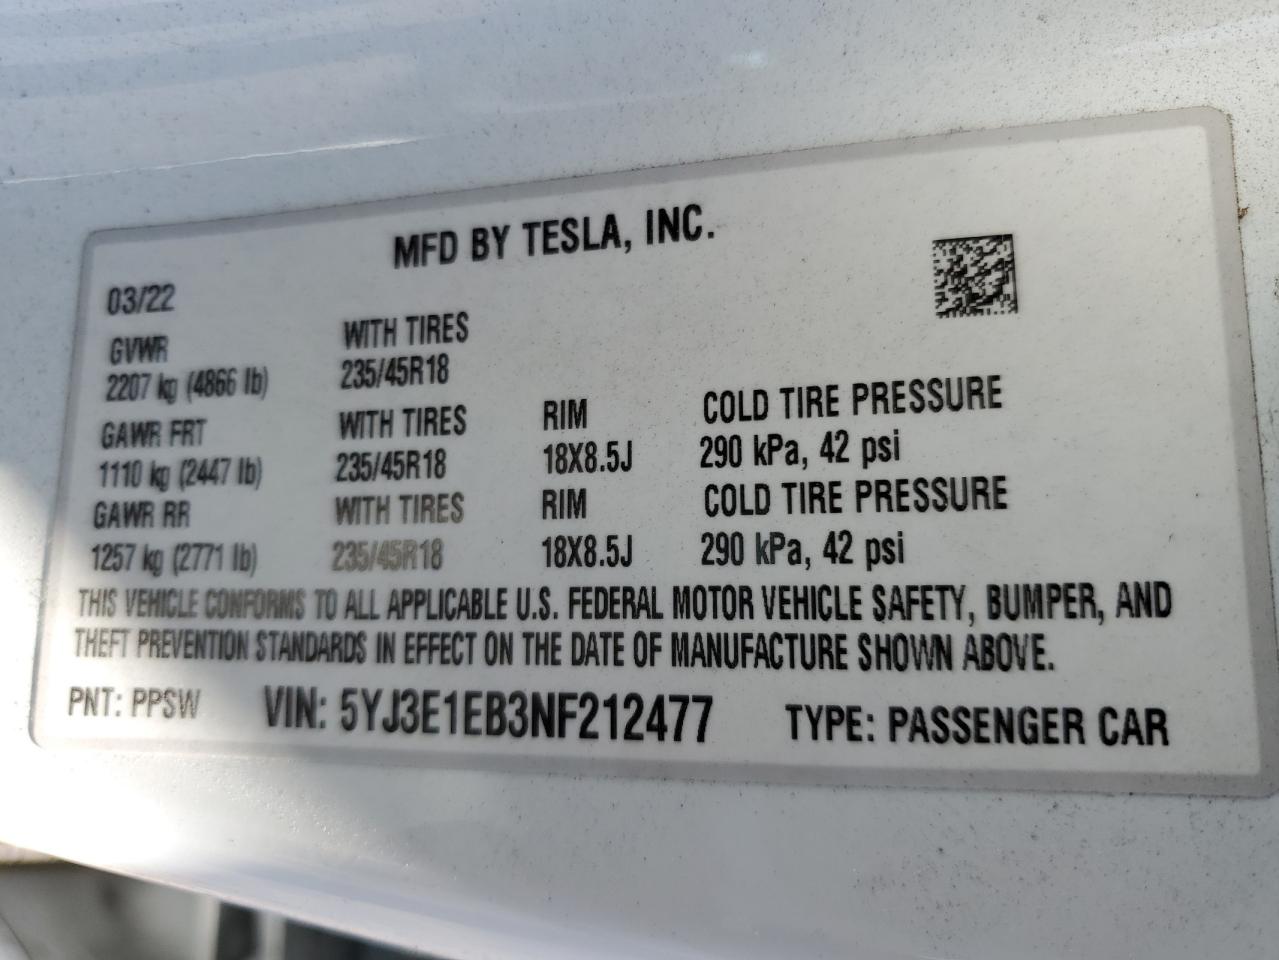 MFD BY TESLA, INC.
03/22
GVWR WITH TIRES
2207 kg (4866 lb) 235/45R18
GAWR FRT WITH TIRES RIM COLD TIRE PRESSURE
1110 kg (2447 lb) 235/45R18 18X8.5J 290 kPa, 42 psi
GAWR RR WITH TIRES RIM COLD TIRE PRESSURE
1257 kg (2771 lb) 235/45R18 18X8.5J 290 kPa, 42 psi
THIS VEHICLE CONFORMS TO ALL APPLICABLE U.S. FEDERAL MOTOR VEHICLE SAFETY, BUMPER, AND
THEFT PREVENTION STANDARDS IN EFFECT ON THE DATE OF MANUFACTURE SHOWN ABOVE.
PNT: PPSW VIN: 5YJ3E1EB3NF212477 TYPE: PASSENGER CAR